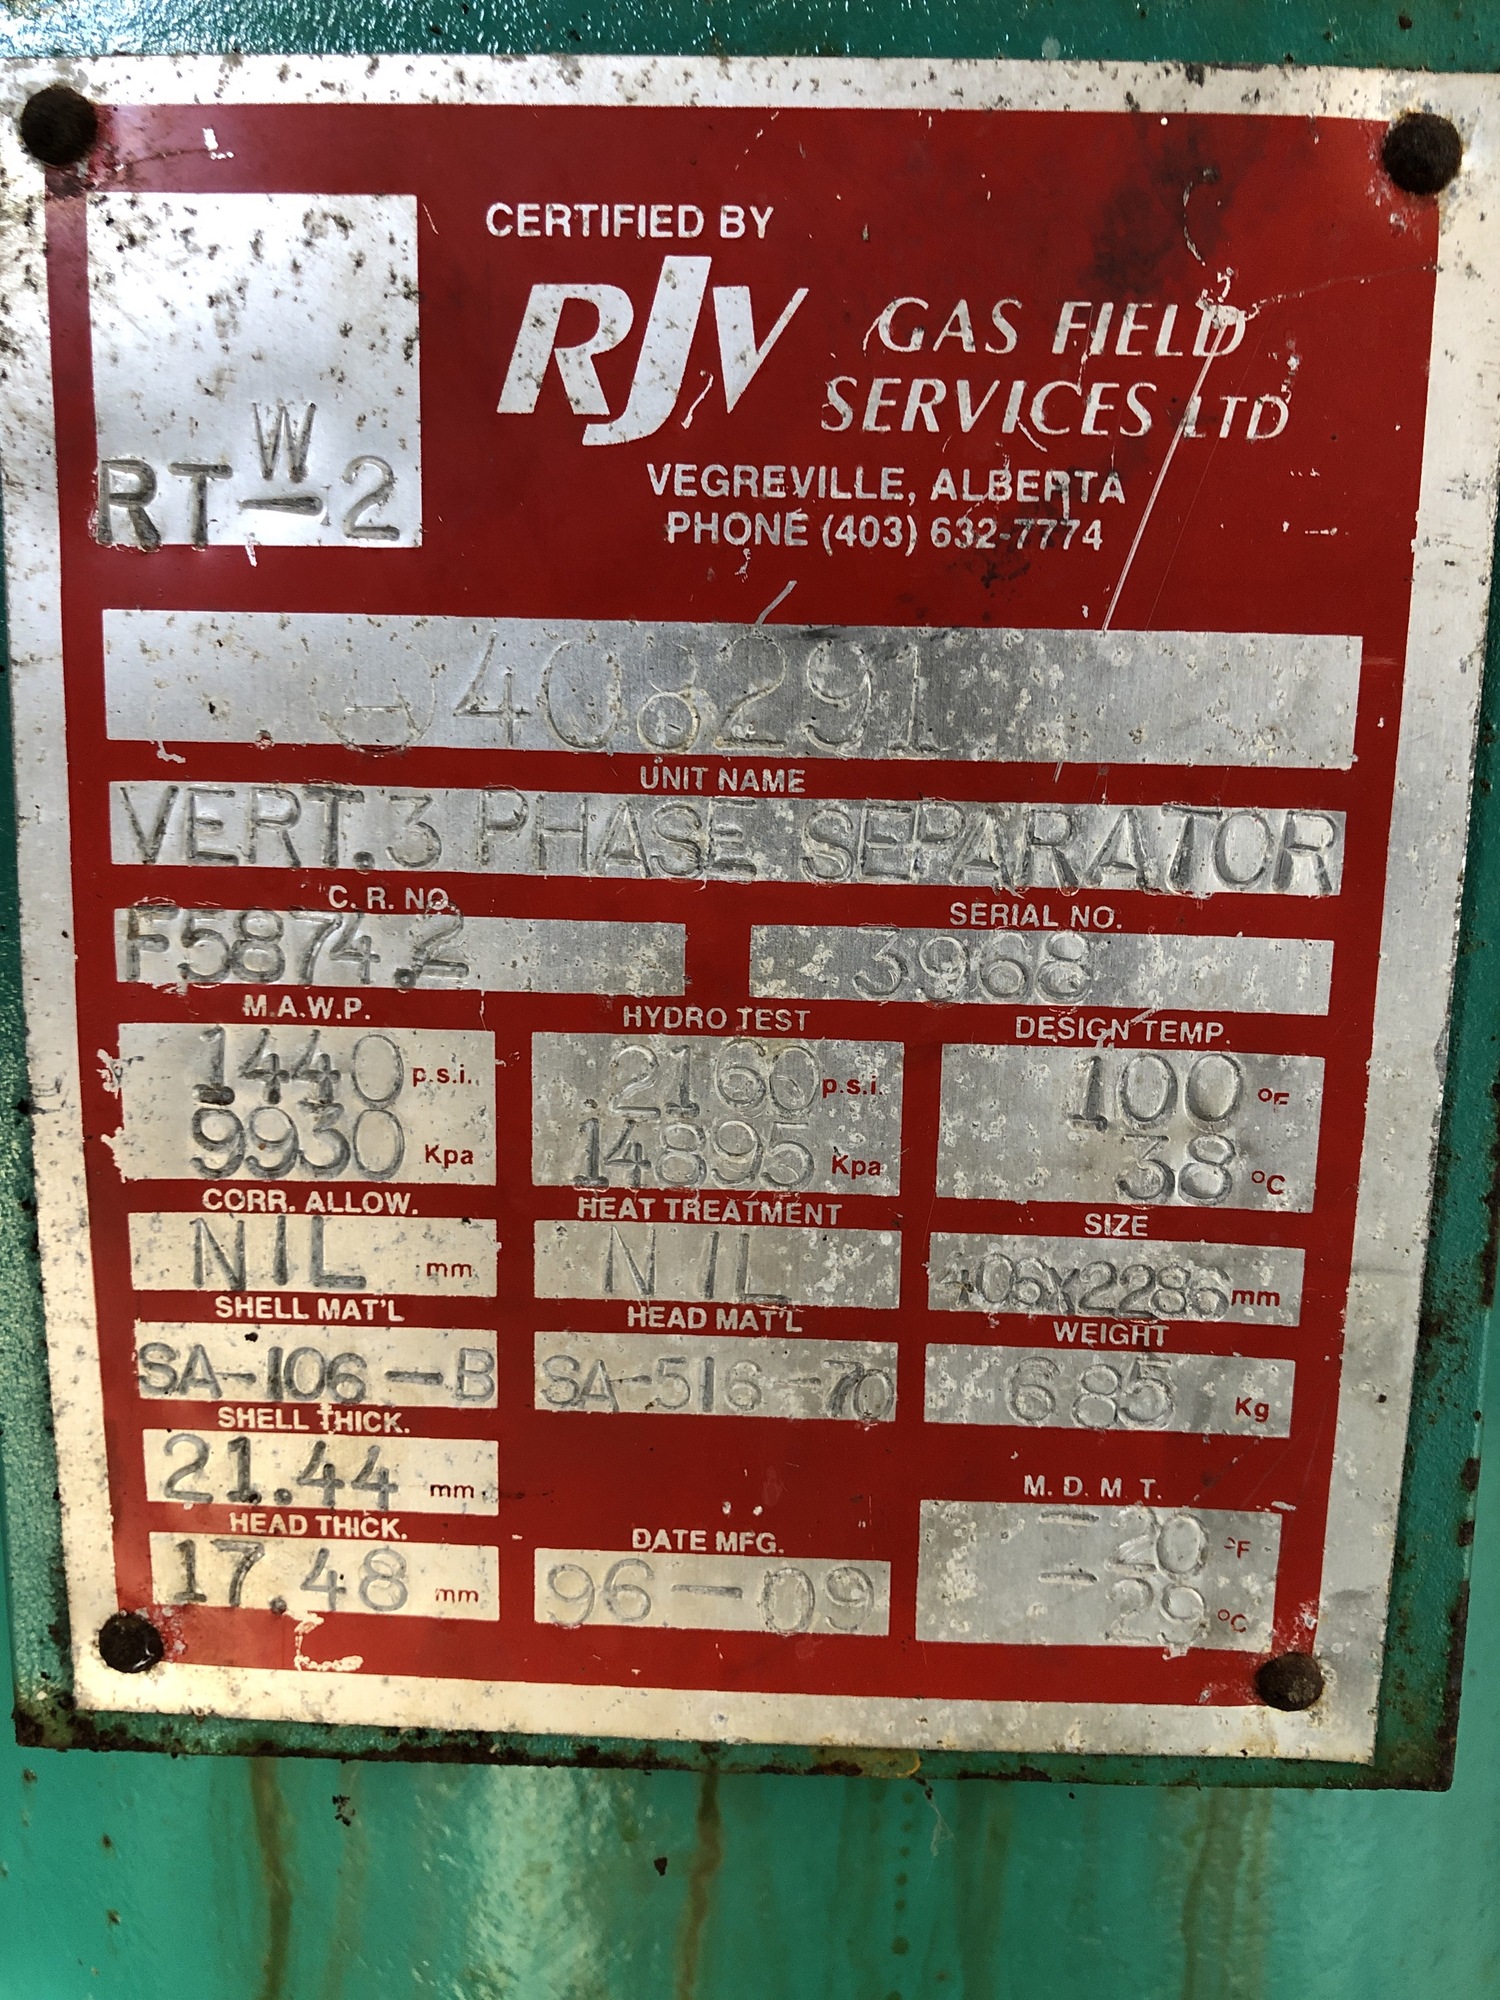 CERTIFIED BY
RJV GAS FIELD
SERVICES LTD
VEGREVILLE, ALBERTA
PHONE (403) 632-7774
W
RT-2
408291
UNIT NAME
VERT. 3 PHASE SEPARATOR
C. R. NO.
F5874.2
SERIAL NO.
3968
M.A.W.P.
1440 p.s.i.
9930 Kpa
HYDRO TEST
2160 p.s.i.
14895 Kpa
DESIGN TEMP.
100 °F
38 °C
CORR. ALLOW.
NIL mm
HEAT TREATMENT
NIL
SIZE
406X2286 mm
SHELL MAT'L
SA-106-B
HEAD MAT'L
SA-516-70
WEIGHT
685 Kg
SHELL THICK.
21.44 mm
HEAD THICK.
17.48 mm
DATE MFG.
96-09
M. D. M. T.
-20 °F
-29 °C